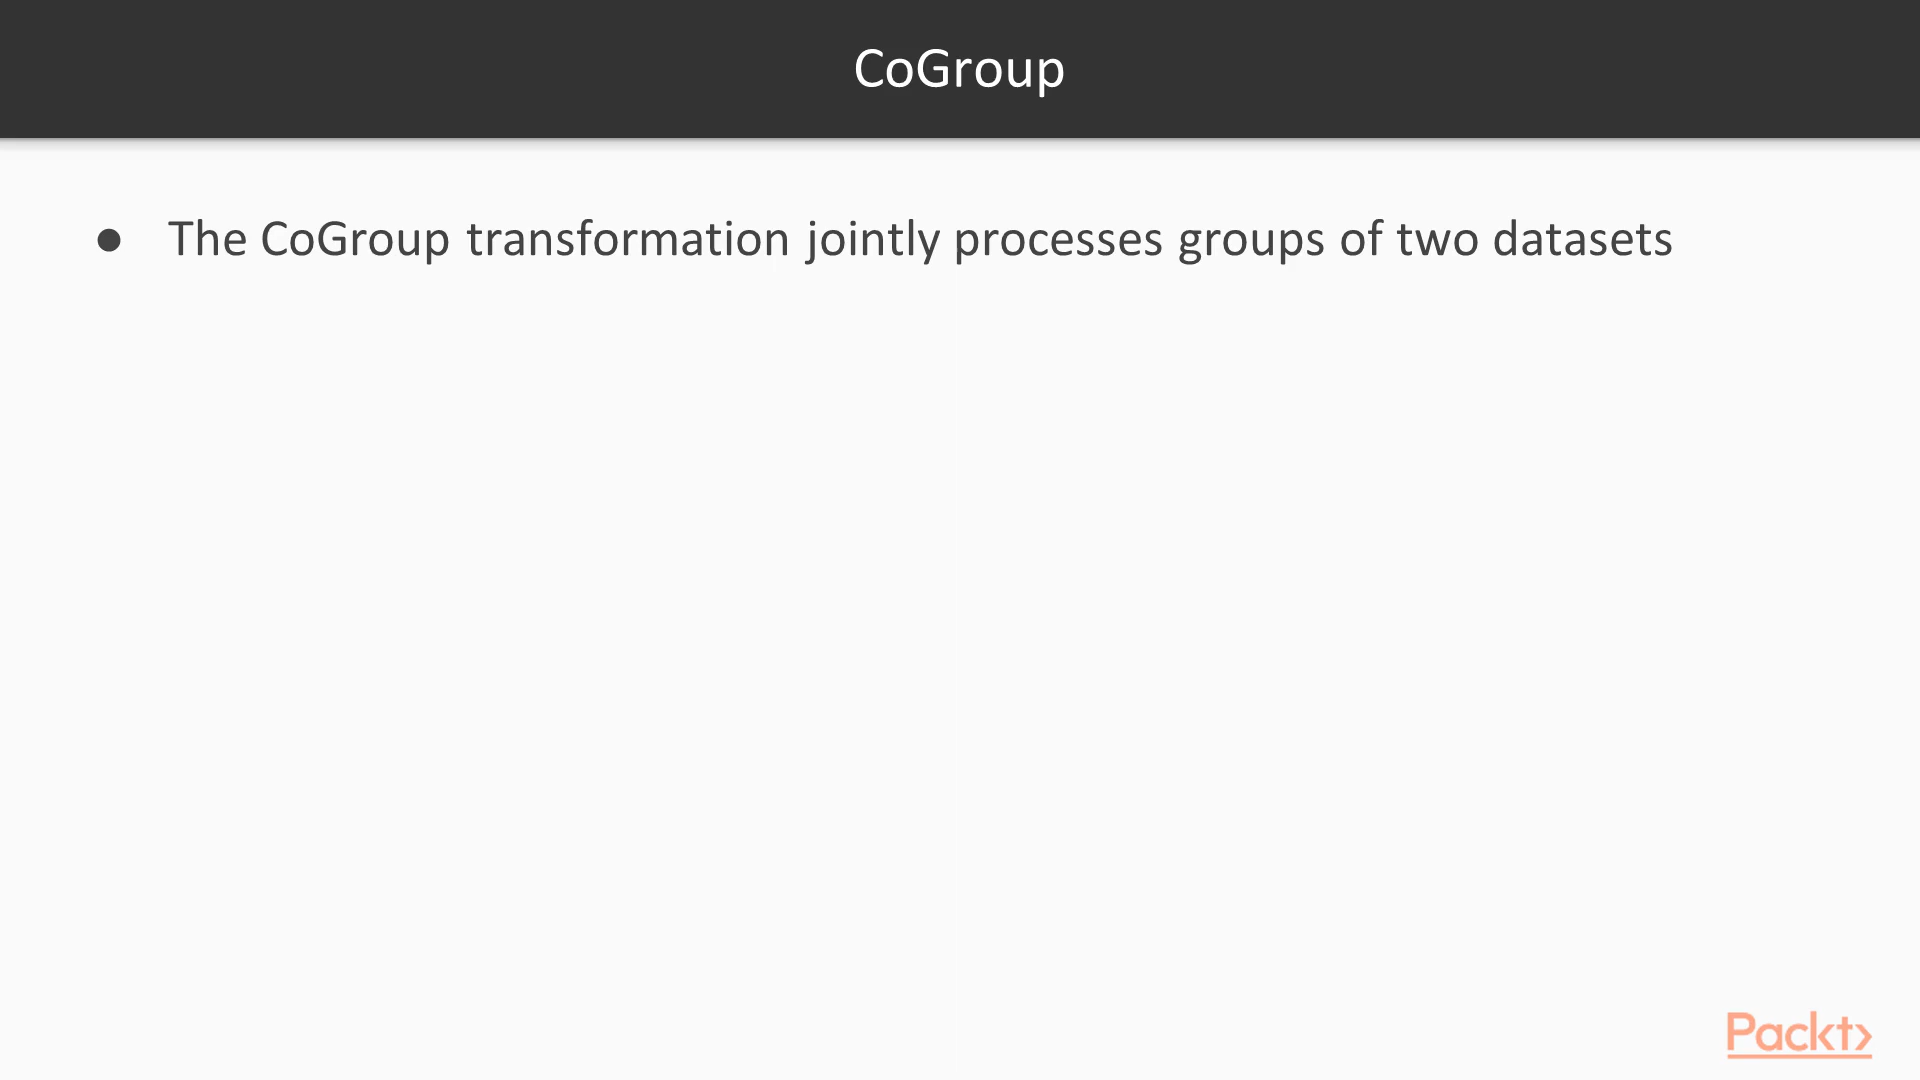 CoGroup
● The CoGroup transformation jointly processes groups of two datasets
Packt>